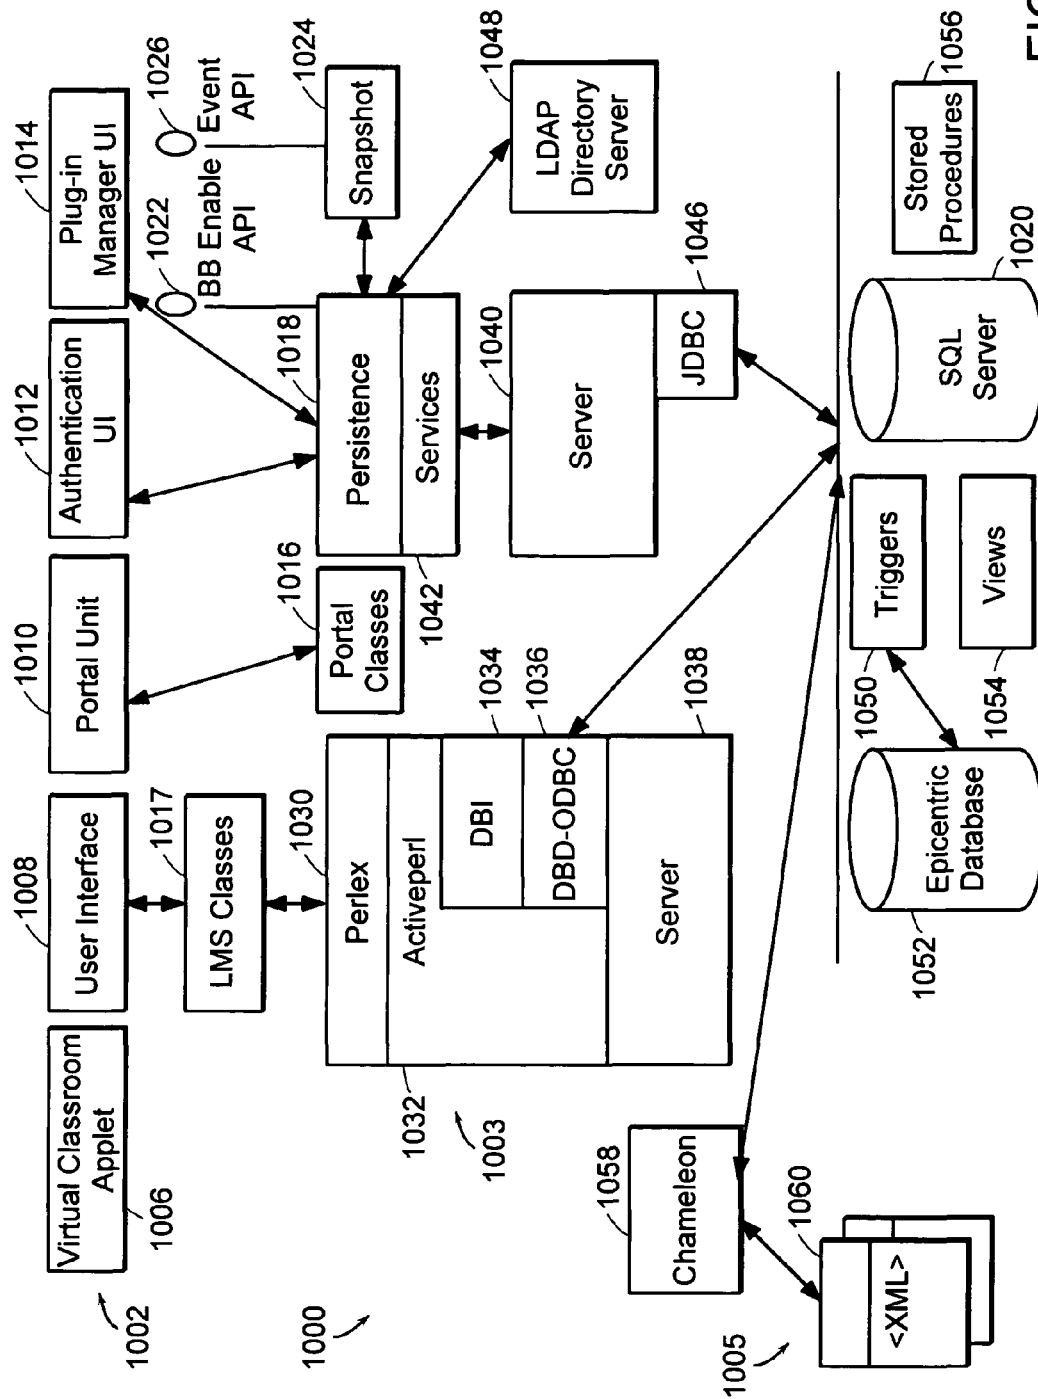 1002
1006
Virtual Classroom
Applet
1008
User Interface
1010
Portal Unit
1012
Authentication
UI
1014
Plug-in
Manager UI
1017
LMS Classes
1022
BB Enable
API
1026
Event
API
1030
Perlex
1032
Activeperl
1034
DBI
1036
DBD-ODBC
1038
Server
1003
1016
Portal
Classes
1018
Persistence
1042
Services
1024
Snapshot
1040
Server
1046
JDBC
1048
LDAP
Directory
Server
1000
1058
Chameleon
1005
1060
<XML>
1052
Epicentric
Database
1050
Triggers
1054
Views
1020
SQL
Server
1056
Stored
Procedures